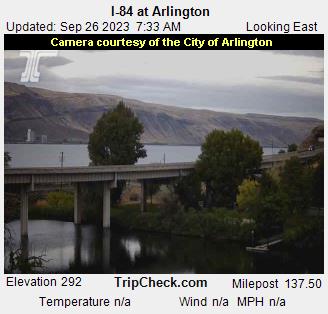 I-84 at Arlington
Updated: Sep 26 2023 7:33 AM Looking East
Camera courtesy of the City of Arlington
Elevation 292 TripCheck.com Milepost 137.50
Temperature n/a Wind n/a MPH n/a